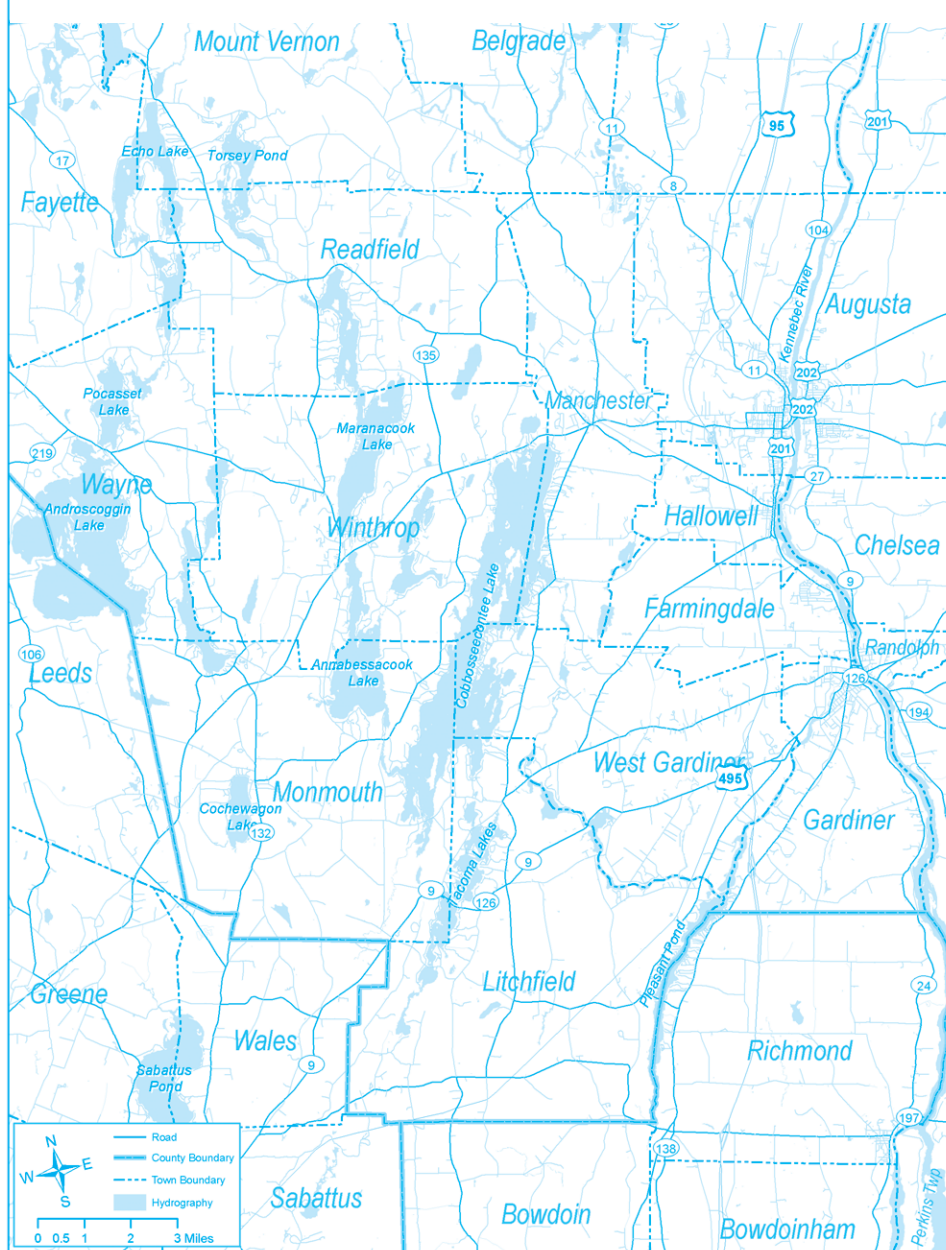 Mount Vernon
Belgrade
95
201
11
17
Echo Lake
Torsey Pond
8
Fayette
104
Readfield
Kennebec River
Augusta
135
11
202
Pocasset
Lake
Manchester
202
Maranacook
Lake
219
201
27
Wayne
Androscoggin
Lake
Winthrop
Hallowell
Chelsea
9
Cobbosseecontee Lake
Farmingdale
106
Randolph
Leeds
Annabessacook
Lake
126
194
West Gardiner
495
Monmouth
Cochewagon
Lake
132
Gardiner
Tacoma Lakes
9
9
126
Pleasant Pond
Litchfield
24
Greene
Wales
Richmond
9
Sabattus
Pond
197
138
N
W
E
S
Road
County Boundary
Town Boundary
Hydrography
0 0.5 1 2 3 Miles
Sabattus
Bowdoin
Bowdoinham
Perkins Twp